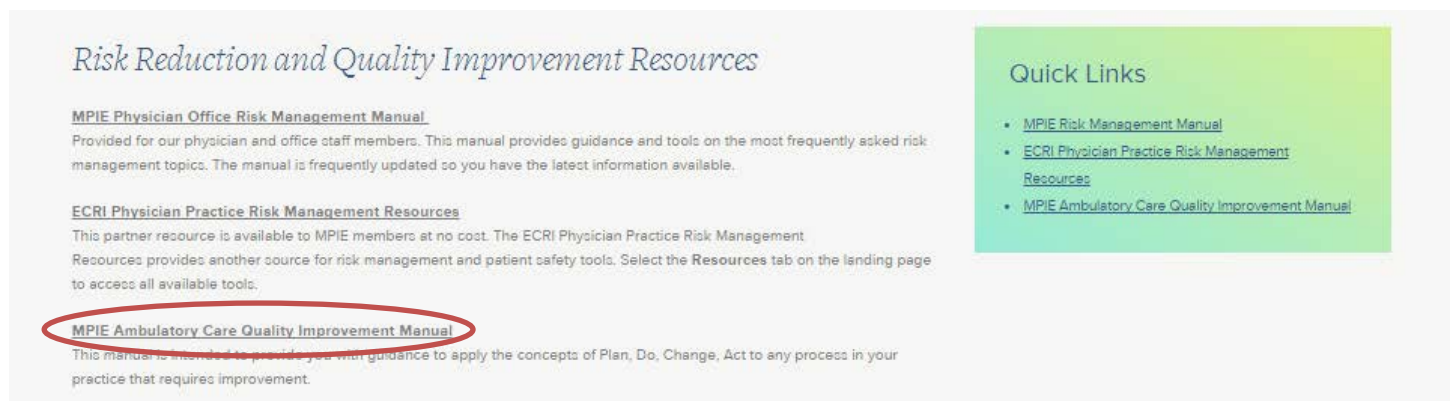 Risk Reduction and Quality Improvement Resources
MPIE Physician Office Risk Management Manual
Provided for our physician and office staff members. This manual provides guidance and tools on the most frequently asked risk
management topics. The manual is frequently updated so you have the latest information available.
ECRI Physician Practice Risk Management Resources
This partner resource is available to MPIE members at no cost. The ECRI Physician Practice Risk Management
Resources provides another source for risk management and patient safety tools. Select the Resources tab on the landing page
to access all available tools.
MPIE Ambulatory Care Quality Improvement Manual
This manual is intended to provide you with guidance to apply the concepts of Plan, Do, Change, Act to any process in your
practice that requires improvement.
Quick Links
• MPIE Risk Management Manual
• ECRI Physician Practice Risk Management
Resources
• MPIE Ambulatory Care Quality Improvement Manual